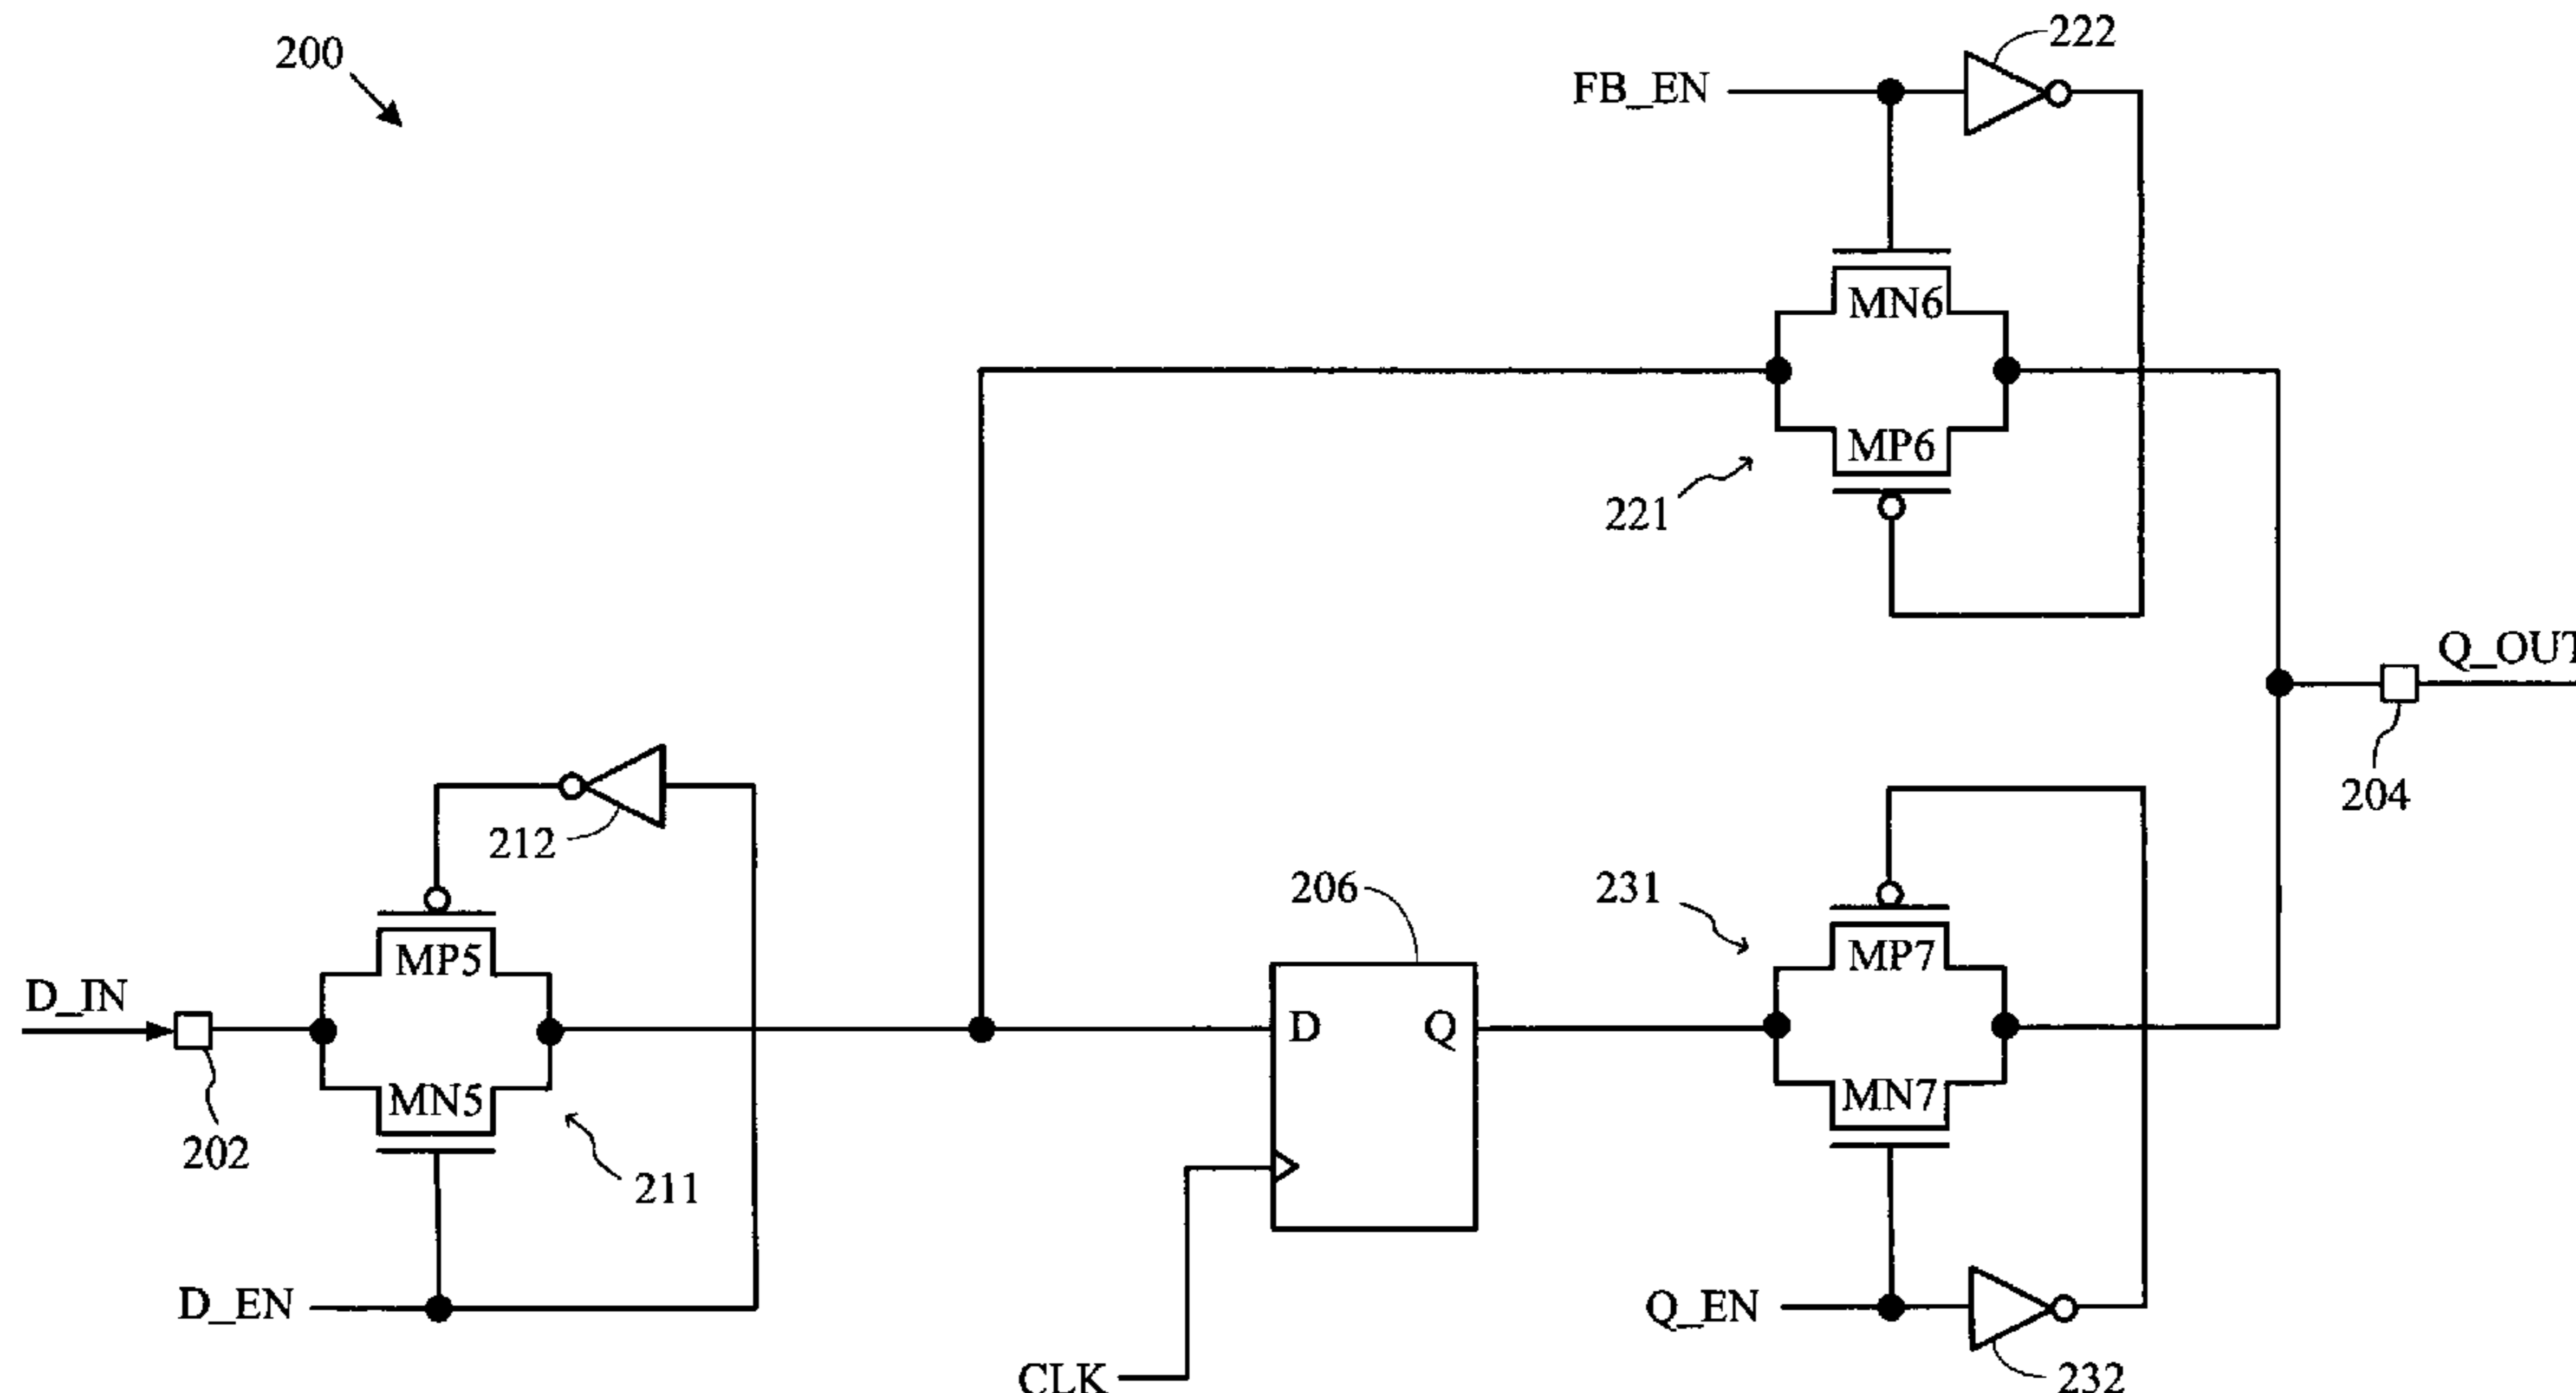 200
222
FB_EN
MN6
MP6
221
Q_OUT
204
212
206
231
MP5
MP7
D_IN
D
Q
MN5
MN7
202
211
D_EN
Q_EN
CLK
232